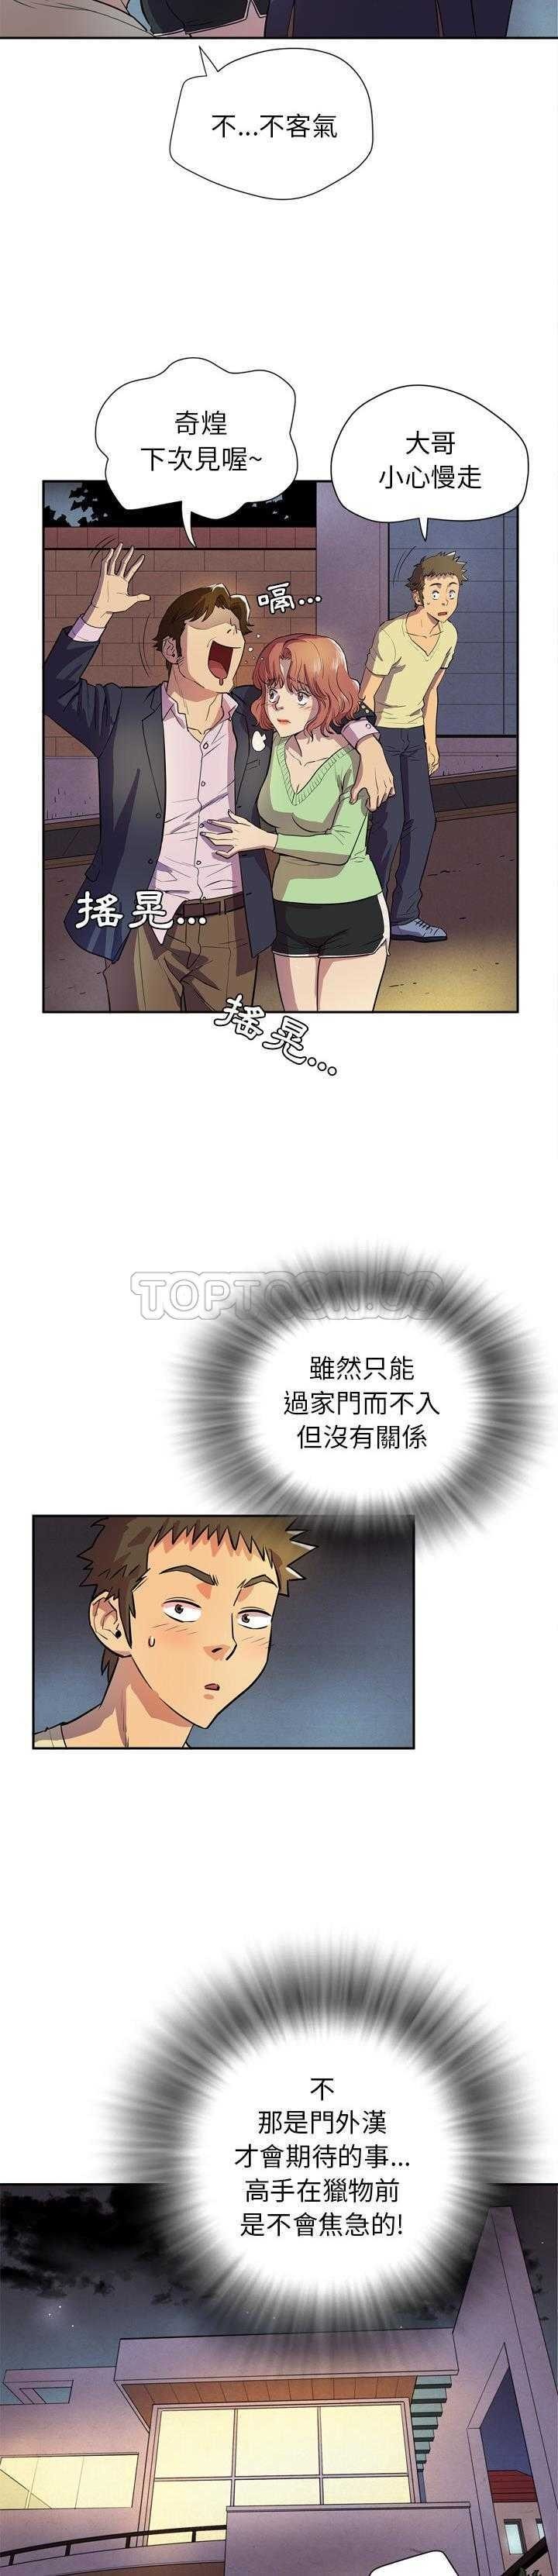 不…不客氣
奇煌
下次見喔~
大哥
小心慢走
嗝…
搖晃…
搖晃…
雖然只能
過家門而不入
但沒有關係
不
那是門外漢
才會期待的事…
高手在獵物前
是不會焦急的!